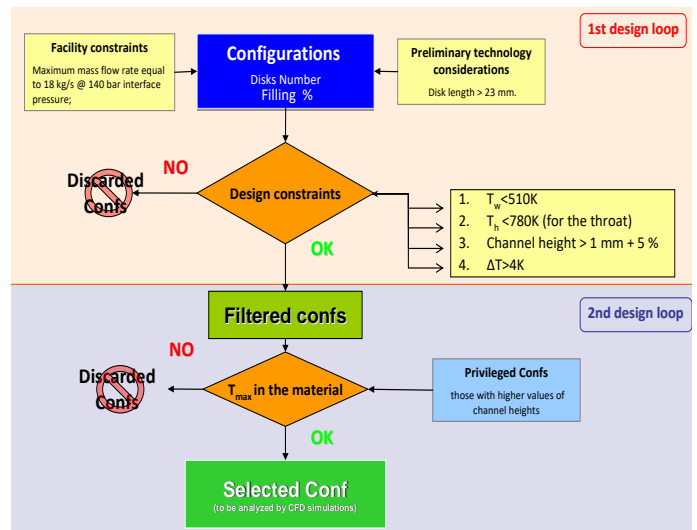 1st design loop
Facility constraints
Maximum mass flow rate equal
to 18 kg/s @ 140 bar interface
pressure;
Configurations
Disks Number
Filling %
Preliminary technology
considerations
Disk length > 23 mm.
NO
Discarded
Confs
Design constraints
1. Tw<510K
2. Th<780K (for the throat)
3. Channel height > 1 mm + 5 %
4. ΔT>4K
OK
2nd design loop
Filtered confs
NO
Discarded
Confs
Tmax in the material
Privileged Confs
those with higher values of
channel heights
OK
Selected Conf
(to be analyzed by CFD simulations)